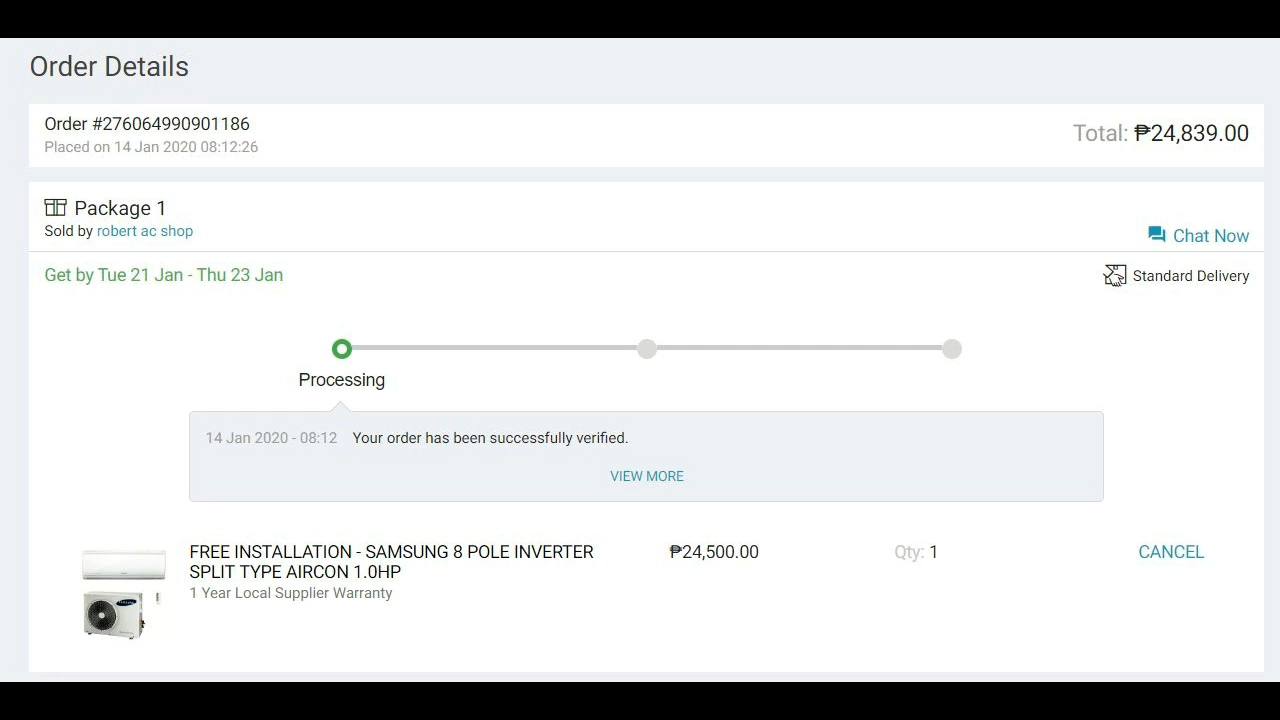 Order Details
Order #276064990901186
Total: ₱24,839.00
Placed on 14 Jan 2020 08:12:26
Package 1
Sold by robert ac shop
Chat Now
Get by Tue 21 Jan - Thu 23 Jan
Standard Delivery
Processing
14 Jan 2020 - 08:12 Your order has been successfully verified.
VIEW MORE
FREE INSTALLATION - SAMSUNG 8 POLE INVERTER
SPLIT TYPE AIRCON 1.0HP
₱24,500.00
Qty: 1
CANCEL
1 Year Local Supplier Warranty
SAMSUNG